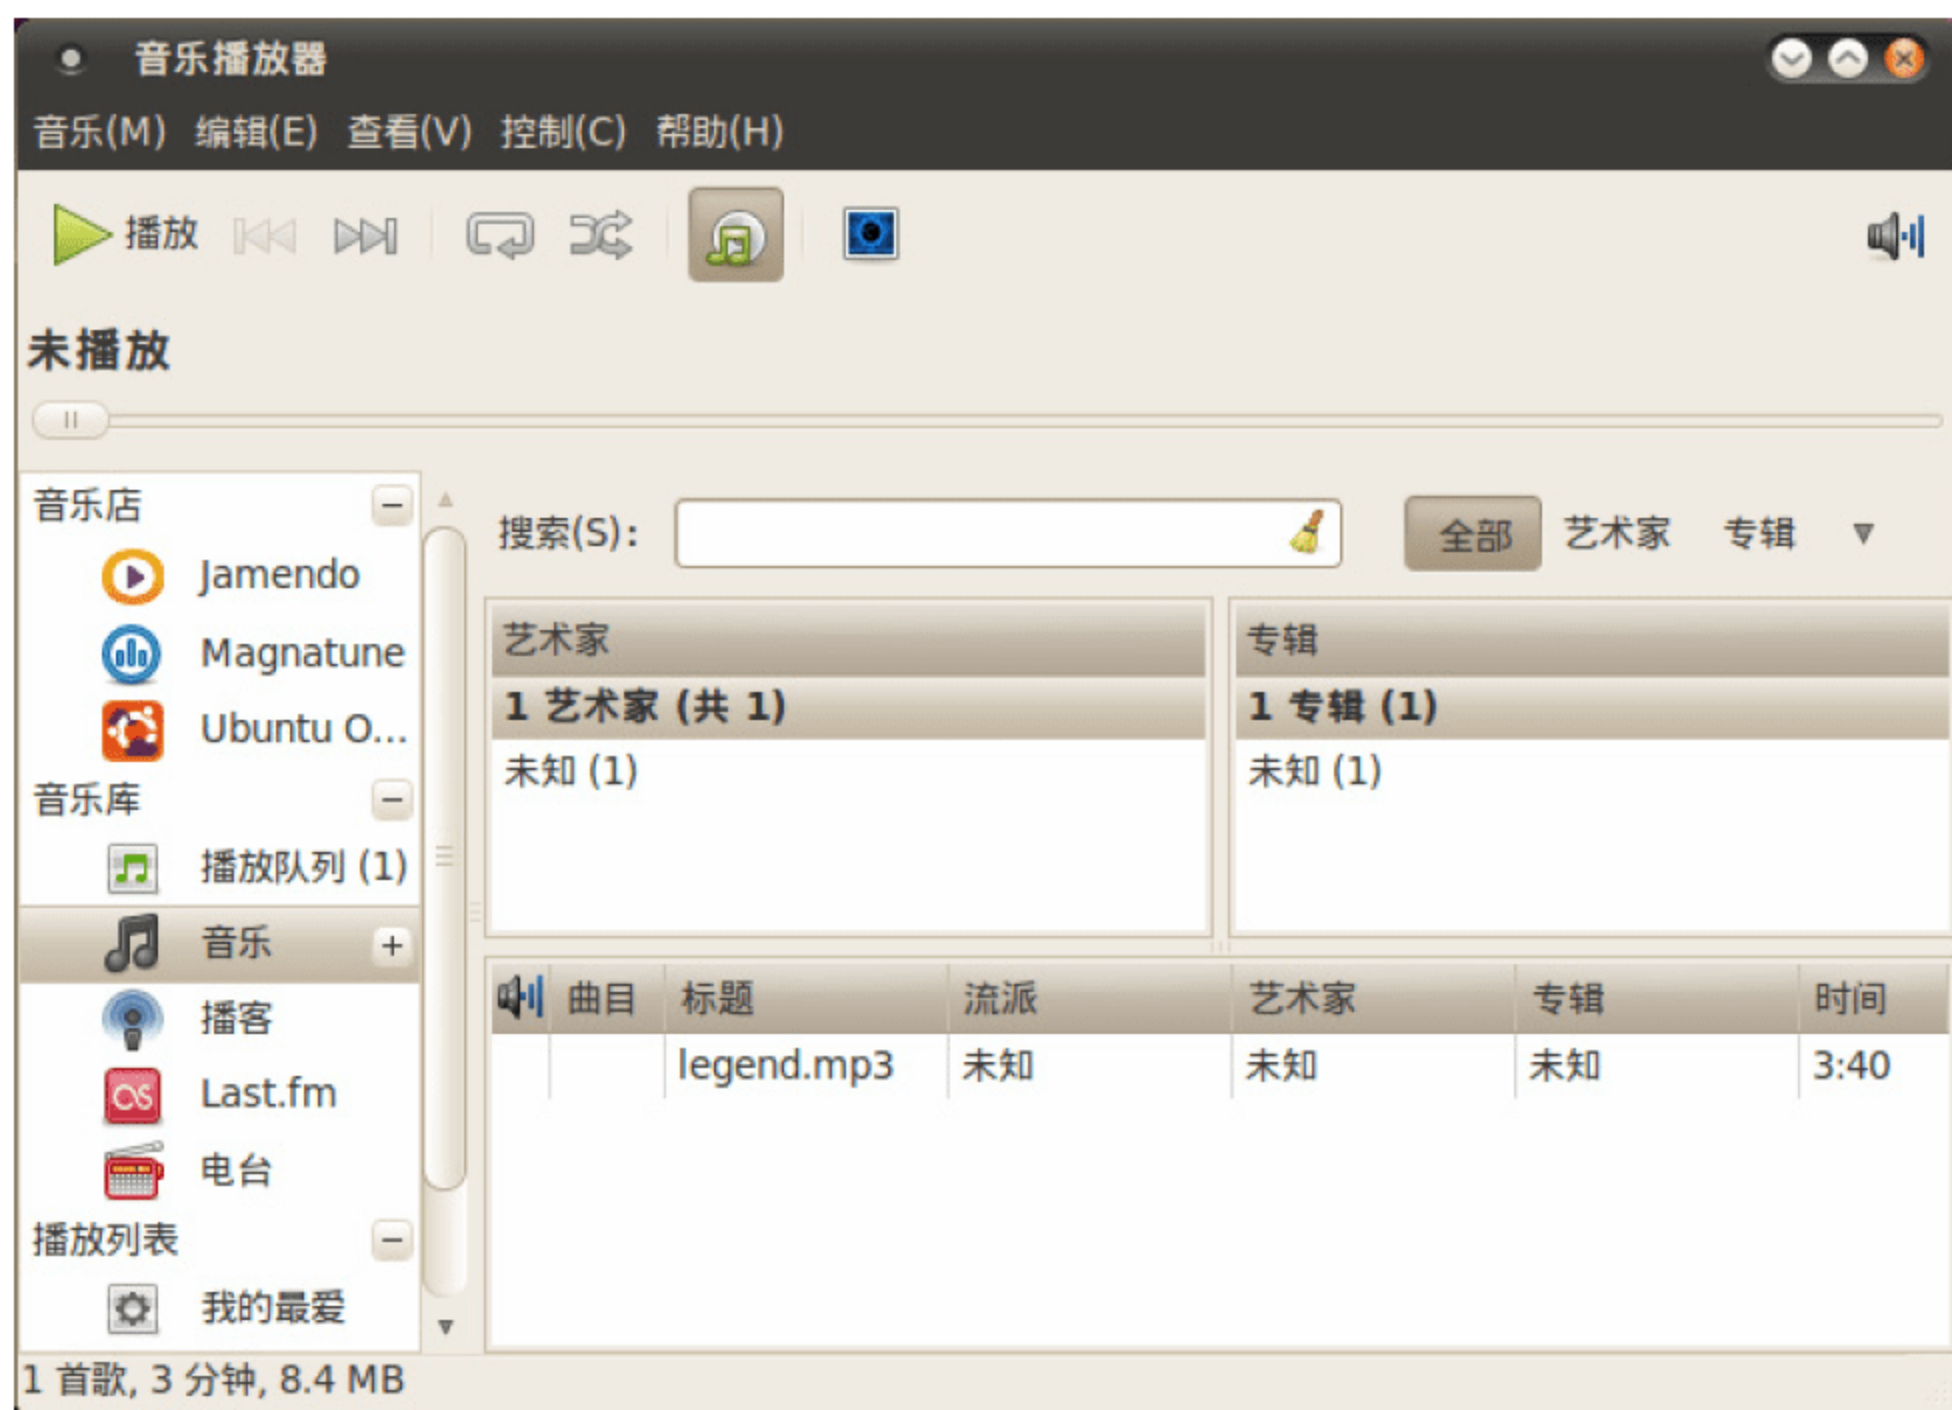 音乐播放器
音乐(M) 编辑(E) 查看(V) 控制(C) 帮助(H)
播放
未播放
音乐店
Jamendo
Magnatune
Ubuntu O...
音乐库
播放队列 (1)
音乐
播客
Last.fm
电台
播放列表
我的最爱
搜索(S): 全部 艺术家 专辑
艺术家
1 艺术家 (共 1)
未知 (1)
专辑
1 专辑 (1)
未知 (1)
曲目 标题 流派 艺术家 专辑 时间
legend.mp3 未知 未知 未知 3:40
1 首歌, 3 分钟, 8.4 MB